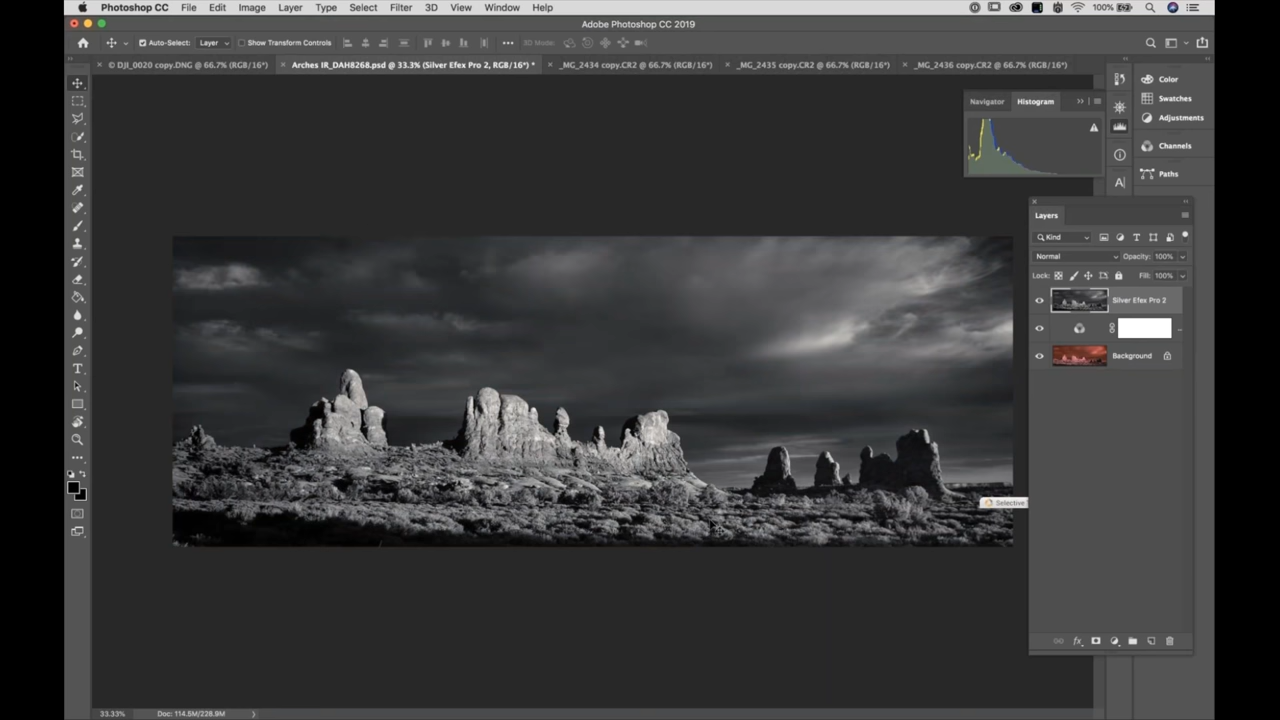 Photoshop CC File Edit Image Layer Type Select Filter 3D View Window Help 100%
Adobe Photoshop CC 2019
Auto-Select: Layer Show Transform Controls 3D Mode:
© DJI_0020 copy.DNG @ 66.7% (RGB/16*) Arches IR_DAH8268.psd @ 33.3% (Silver Efex Pro 2, RGB/16*) * _MG_2434 copy.CR2 @ 66.7% (RGB/16*) _MG_2435 copy.CR2 @ 66.7% (RGB/16*) _MG_2436 copy.CR2 @ 66.7% (RGB/16*)
Color
Navigator Histogram
Swatches
Adjustments
Channels
Paths
Layers
Kind
Normal Opacity: 100%
Lock: Fill: 100%
Silver Efex Pro 2
Background
Selective
33.33% Doc: 114.5M/228.9M